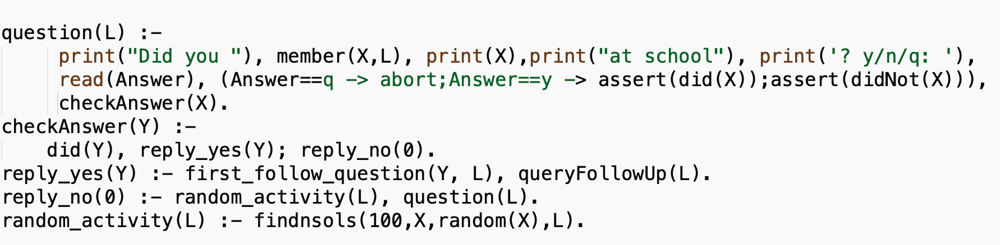 question(L) :-
print("Did you "), member(X,L), print(X),print("at school"), print('? y/n/q: '),
read(Answer), (Answer==q -> abort;Answer==y -> assert(did(X));assert(didNot(X))),
checkAnswer(X).
checkAnswer(Y) :-
did(Y), reply_yes(Y); reply_no(0).
reply_yes(Y) :- first_follow_question(Y, L), queryFollowUp(L).
reply_no(0) :- random_activity(L), question(L).
random_activity(L) :- findnsols(100,X,random(X),L).